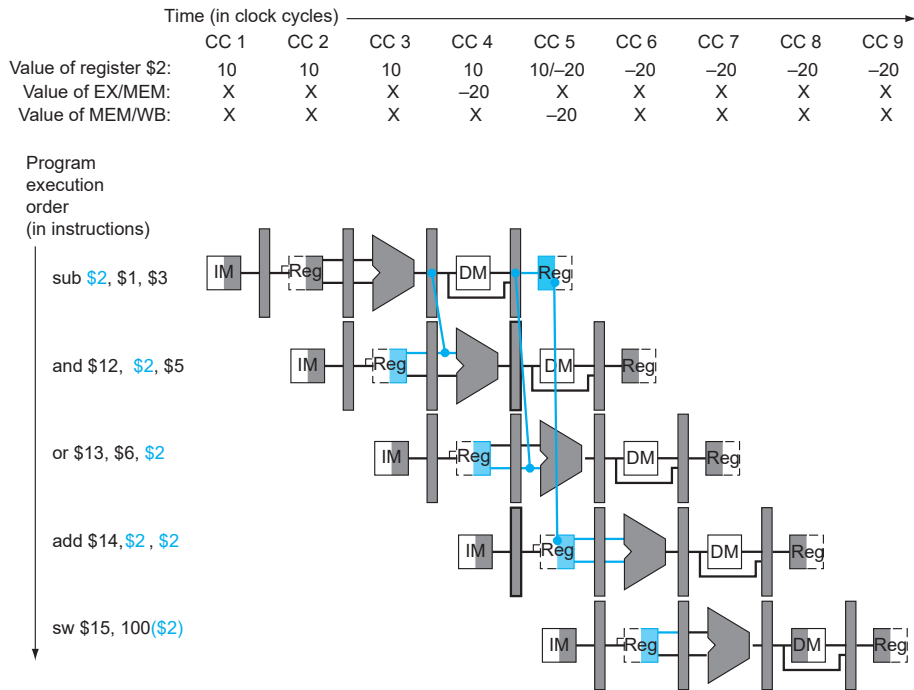 Time (in clock cycles)
CC 1 CC 2 CC 3 CC 4 CC 5 CC 6 CC 7 CC 8 CC 9
Value of register $2: 10 10 10 10 10/–20 –20 –20 –20 –20
Value of EX/MEM: X X X –20 X X X X X
Value of MEM/WB: X X X X –20 X X X X
Program
execution
order
(in instructions)
sub $2, $1, $3 IM Reg DM Reg
and $12, $2, $5 IM Reg DM Reg
or $13, $6, $2 IM Reg DM Reg
add $14,$2 , $2 IM Reg DM Reg
sw $15, 100($2) IM Reg DM Reg